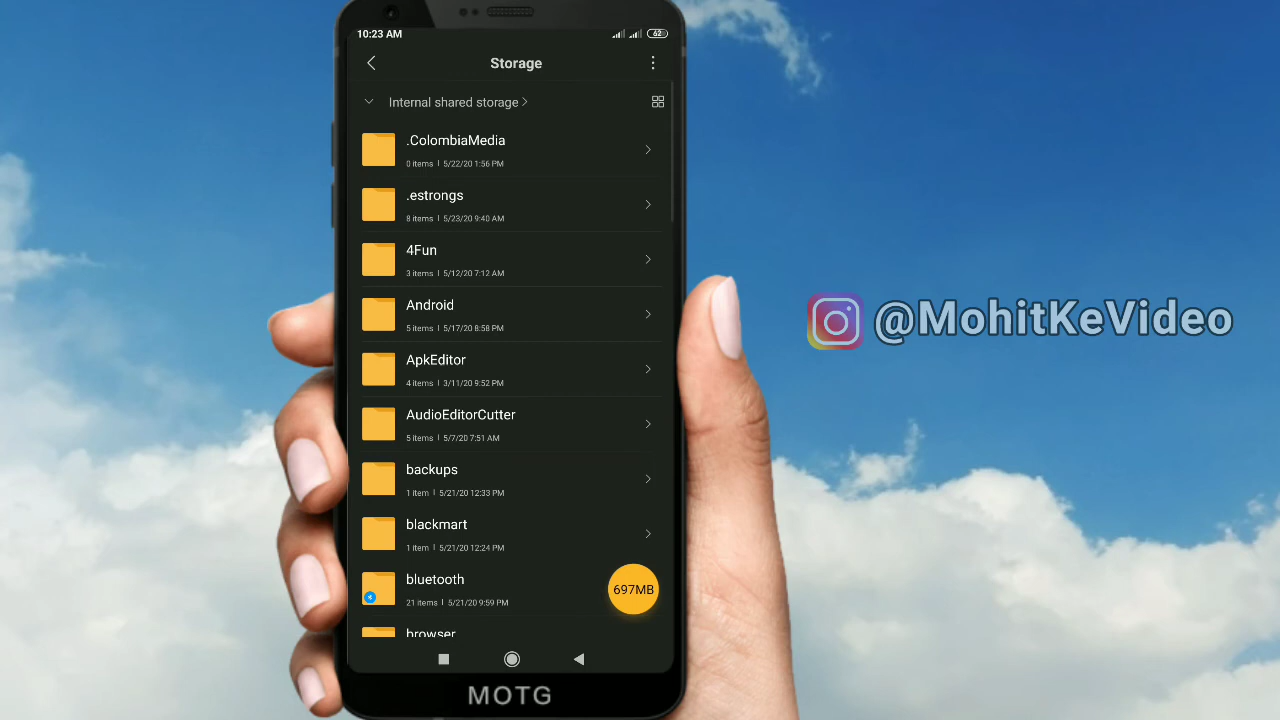 10:23 AM
62
Storage
Internal shared storage
.ColombiaMedia
0 items | 5/22/20 1:56 PM
.estrongs
8 items | 5/23/20 9:40 AM
4Fun
3 items | 5/12/20 7:12 AM
Android
5 items | 5/17/20 8:58 PM
ApkEditor
4 items | 3/11/20 9:52 PM
AudioEditorCutter
5 items | 5/7/20 7:51 AM
backups
1 item | 5/21/20 12:33 PM
blackmart
1 item | 5/21/20 12:24 PM
bluetooth
21 items | 5/21/20 9:59 PM
697MB
browser
MOTG
@MohitKeVideo